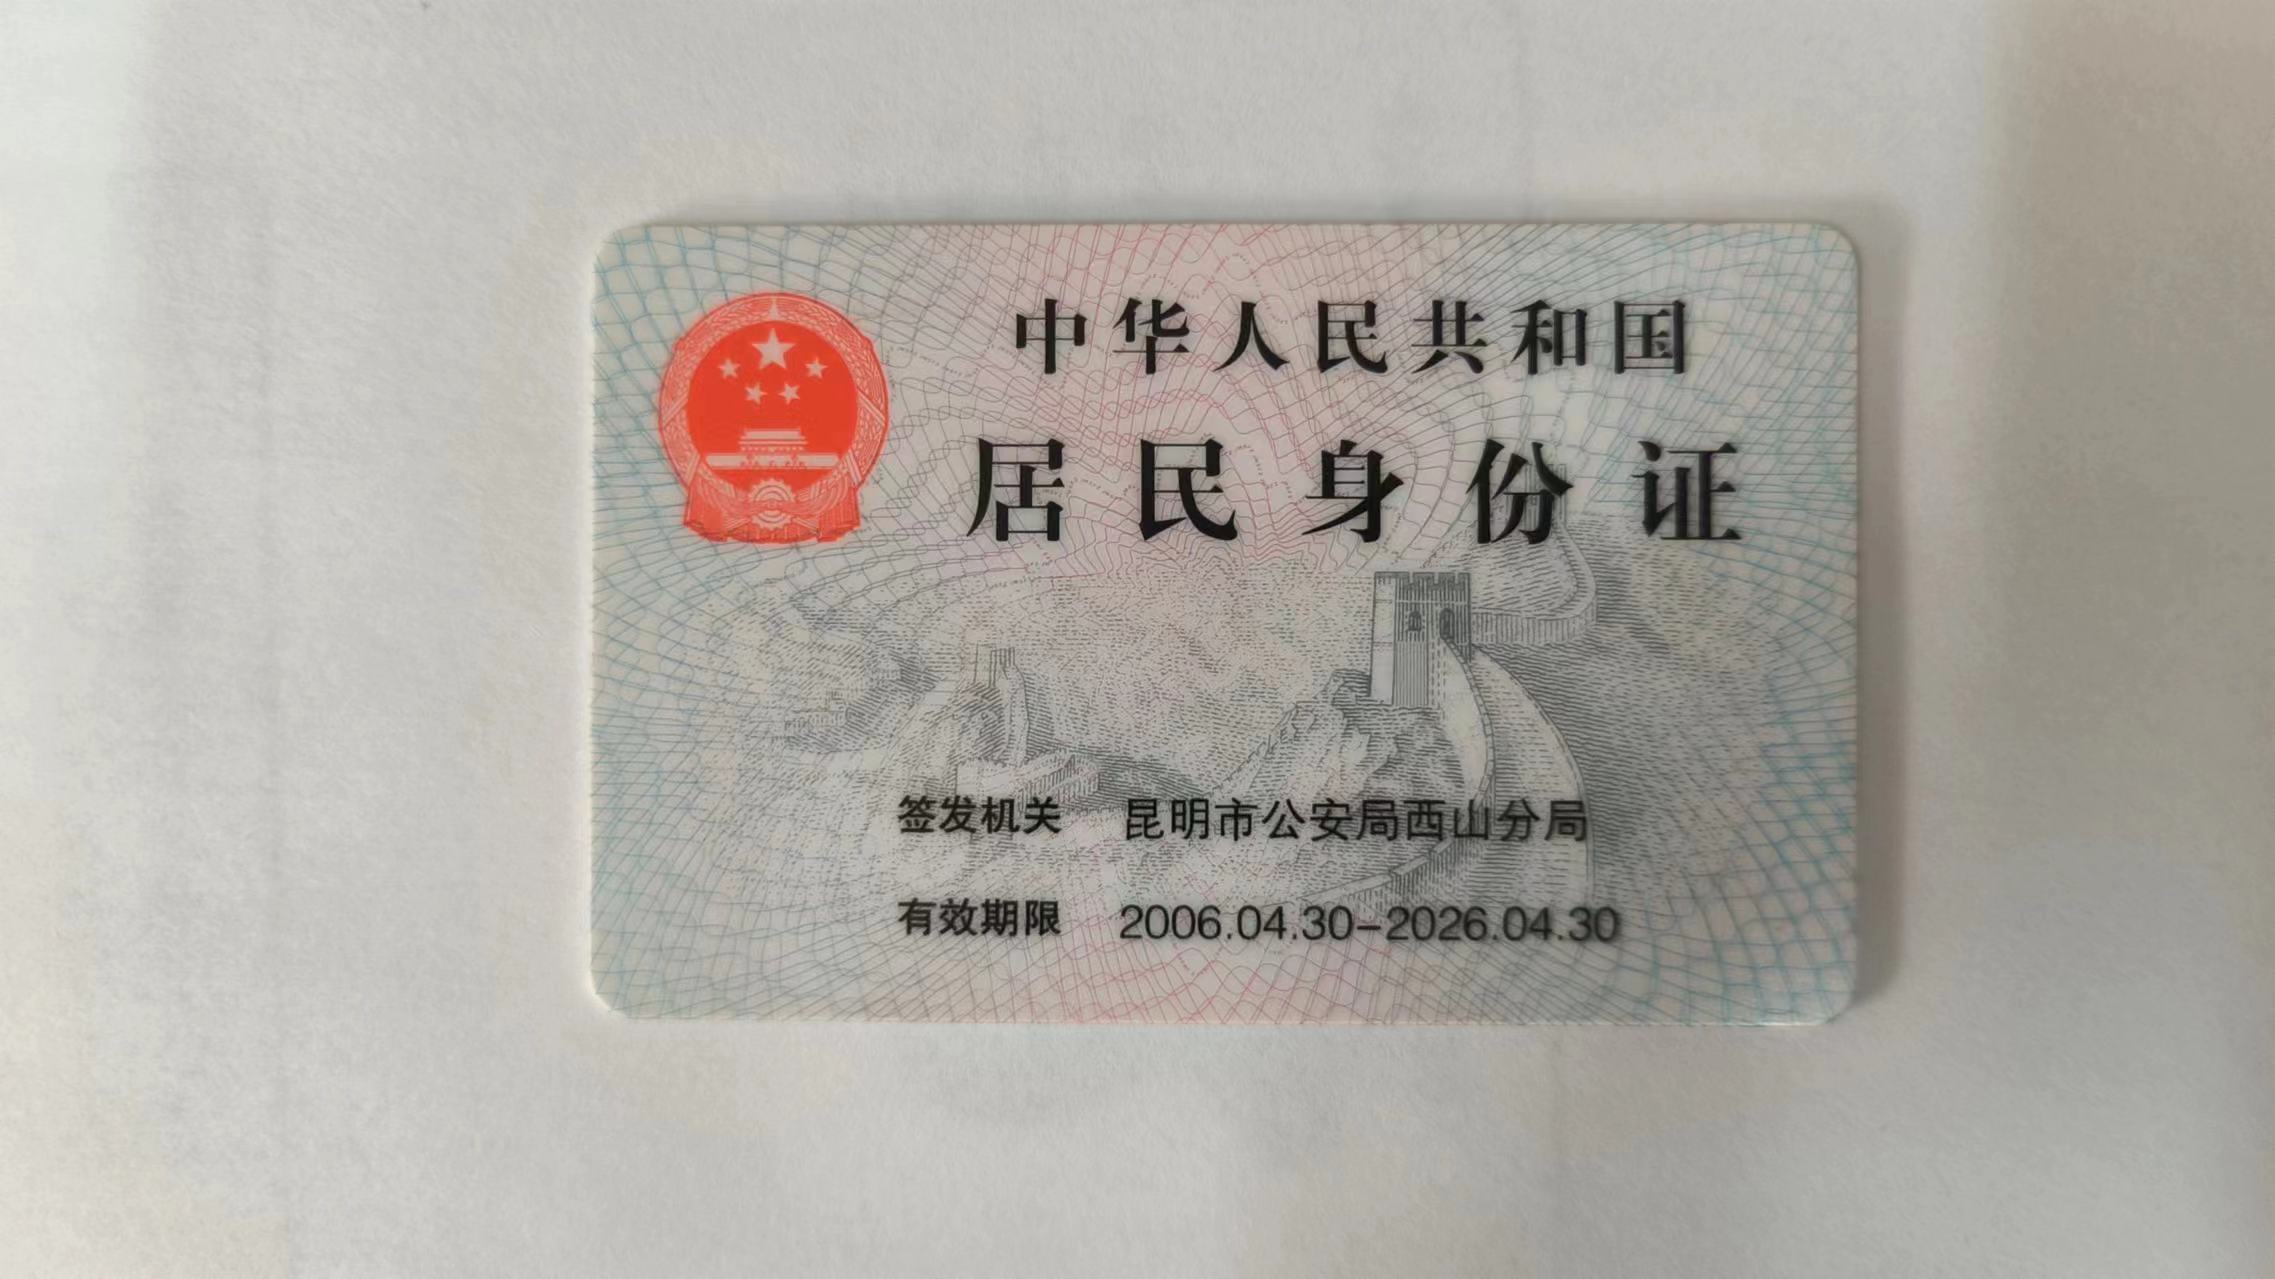 中华人民共和国
居民身份证
签发机关 昆明市公安局西山分局
有效期限 2006.04.30-2026.04.30